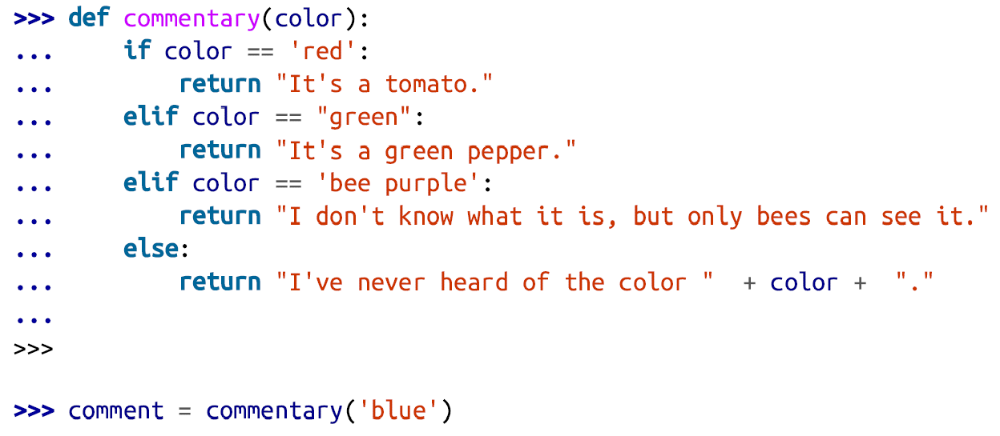 >>> def commentary(color):
...     if color == 'red':
...         return "It's a tomato."
...     elif color == "green":
...         return "It's a green pepper."
...     elif color == 'bee purple':
...         return "I don't know what it is, but only bees can see it."
...     else:
...         return "I've never heard of the color "  + color +  "."
...
>>>
>>> comment = commentary('blue')